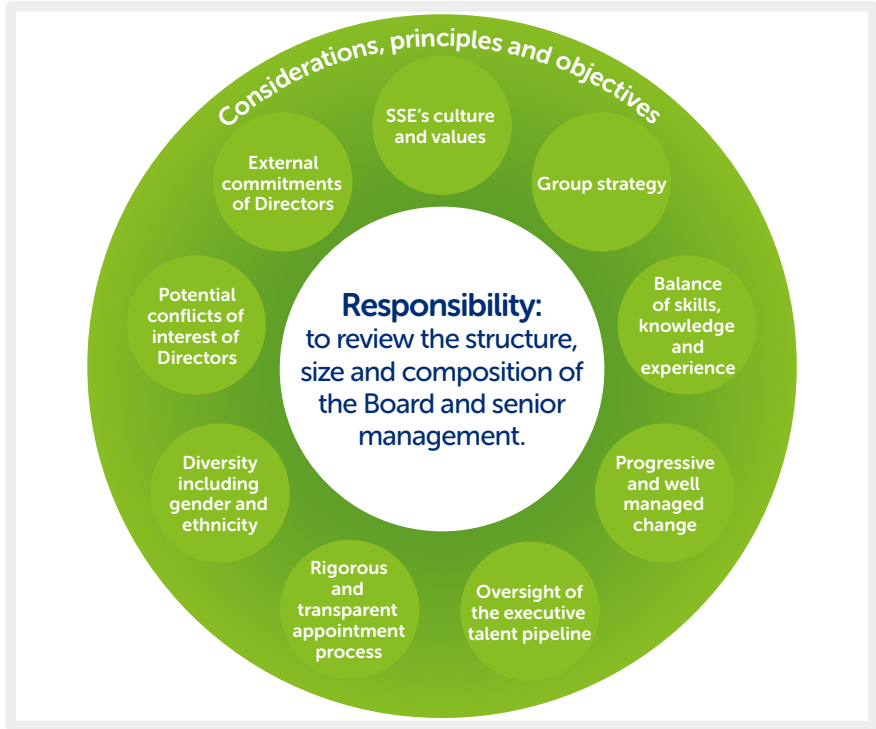 Considerations, principles and objectives
SSE’s culture
and values
Group strategy
Balance
of skills,
knowledge
and
experience
Progressive
and well
managed
change
Oversight of
the executive
talent pipeline
Rigorous
and
transparent
appointment
process
Diversity
including
gender and
ethnicity
Potential
conflicts of
interest of
Directors
External
commitments
of Directors
Responsibility:
to review the structure,
size and composition of
the Board and senior
management.